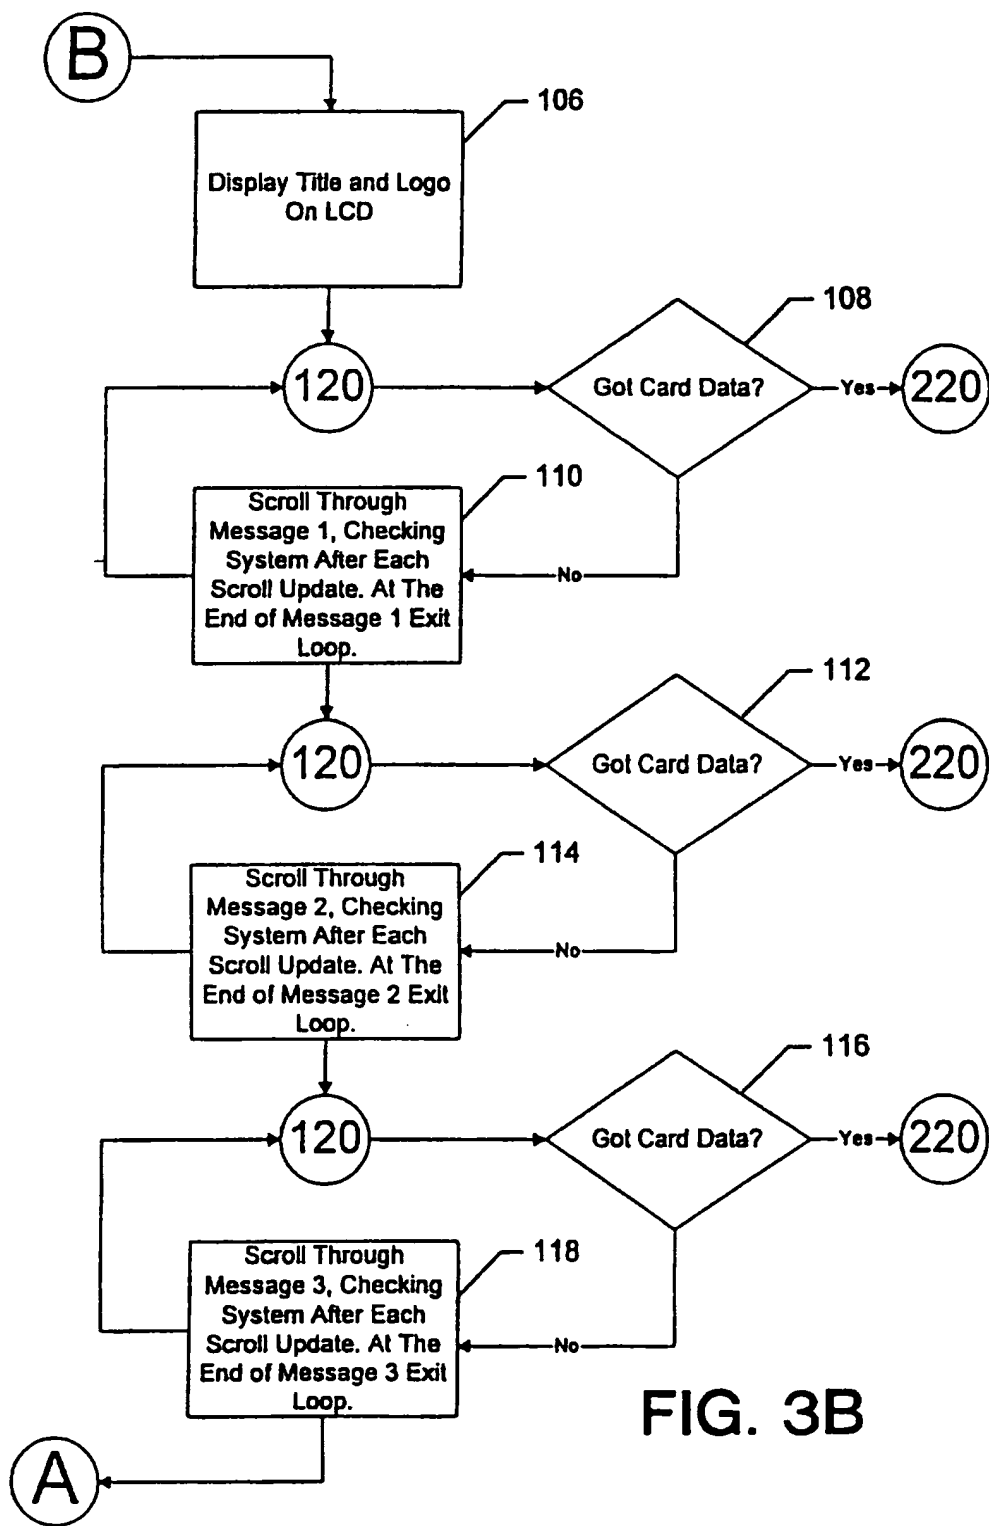 B
106
Display Title and Logo
On LCD
108
120
Got Card Data?
Yes
220
110
Scroll Through
Message 1, Checking
System After Each
Scroll Update. At The
End of Message 1 Exit
Loop.
No
112
120
Got Card Data?
Yes
220
114
Scroll Through
Message 2, Checking
System After Each
Scroll Update. At The
End of Message 2 Exit
Loop.
No
116
120
Got Card Data?
Yes
220
118
Scroll Through
Message 3, Checking
System After Each
Scroll Update. At The
End of Message 3 Exit
Loop.
No
FIG. 3B
A